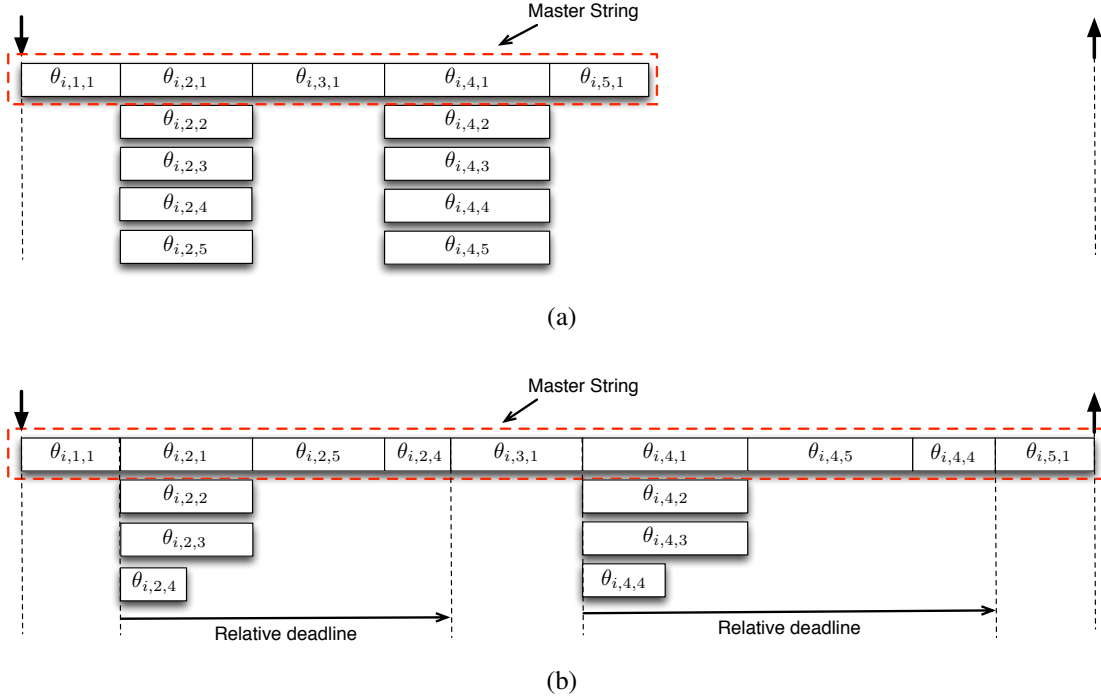 Master String
θi,1,1 θi,2,1 θi,3,1 θi,4,1 θi,5,1
θi,2,2 θi,4,2
θi,2,3 θi,4,3
θi,2,4 θi,4,4
θi,2,5 θi,4,5
(a)
Master String
θi,1,1 θi,2,1 θi,2,5 θi,2,4 θi,3,1 θi,4,1 θi,4,5 θi,4,4 θi,5,1
θi,2,2 θi,4,2
θi,2,3 θi,4,3
θi,2,4 θi,4,4
Relative deadline Relative deadline
(b)